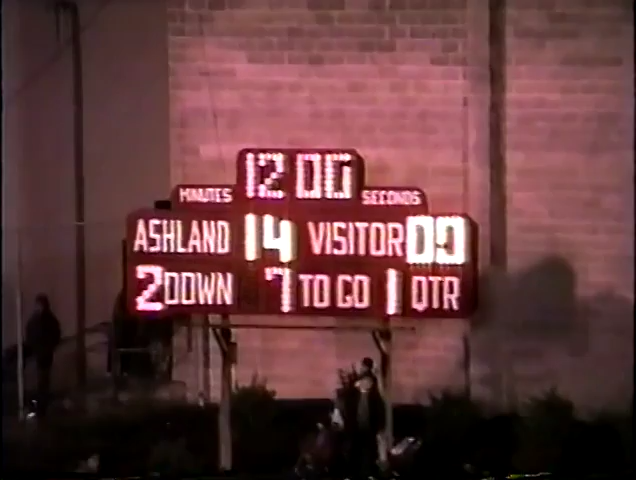 12 00
MINUTES SECONDS
ASHLAND 14 VISITOR 00
2 DOWN 7 TO GO 1 QTR